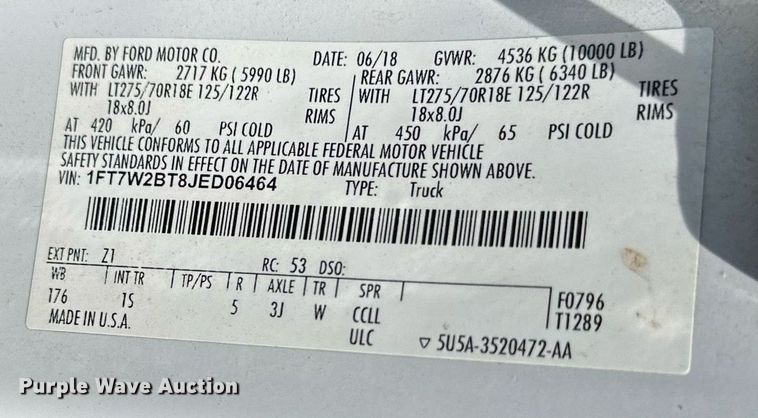 MFD. BY FORD MOTOR CO. DATE: 06/18 GVWR: 4536 KG (10000 LB)
FRONT GAWR: 2717 KG (5990 LB) REAR GAWR: 2876 KG (6340 LB)
WITH LT275/70R18E 125/122R TIRES WITH LT275/70R18E 125/122R TIRES
18x8.0J RIMS 18x8.0J RIMS
AT 420 kPa/ 60 PSI COLD AT 450 kPa/ 65 PSI COLD
THIS VEHICLE CONFORMS TO ALL APPLICABLE FEDERAL MOTOR VEHICLE
SAFETY STANDARDS IN EFFECT ON THE DATE OF MANUFACTURE SHOWN ABOVE.
VIN: 1FT7W2BT8JED06464 TYPE: Truck
EXT PNT: Z1 RC: 53 DSO:
WB INT TR TP/PS R AXLE TR SPR F0796
176 1S 5 3J W CCLL T1289
MADE IN U.S.A. ULC 5U5A-3520472-AA
Purple Wave Auction